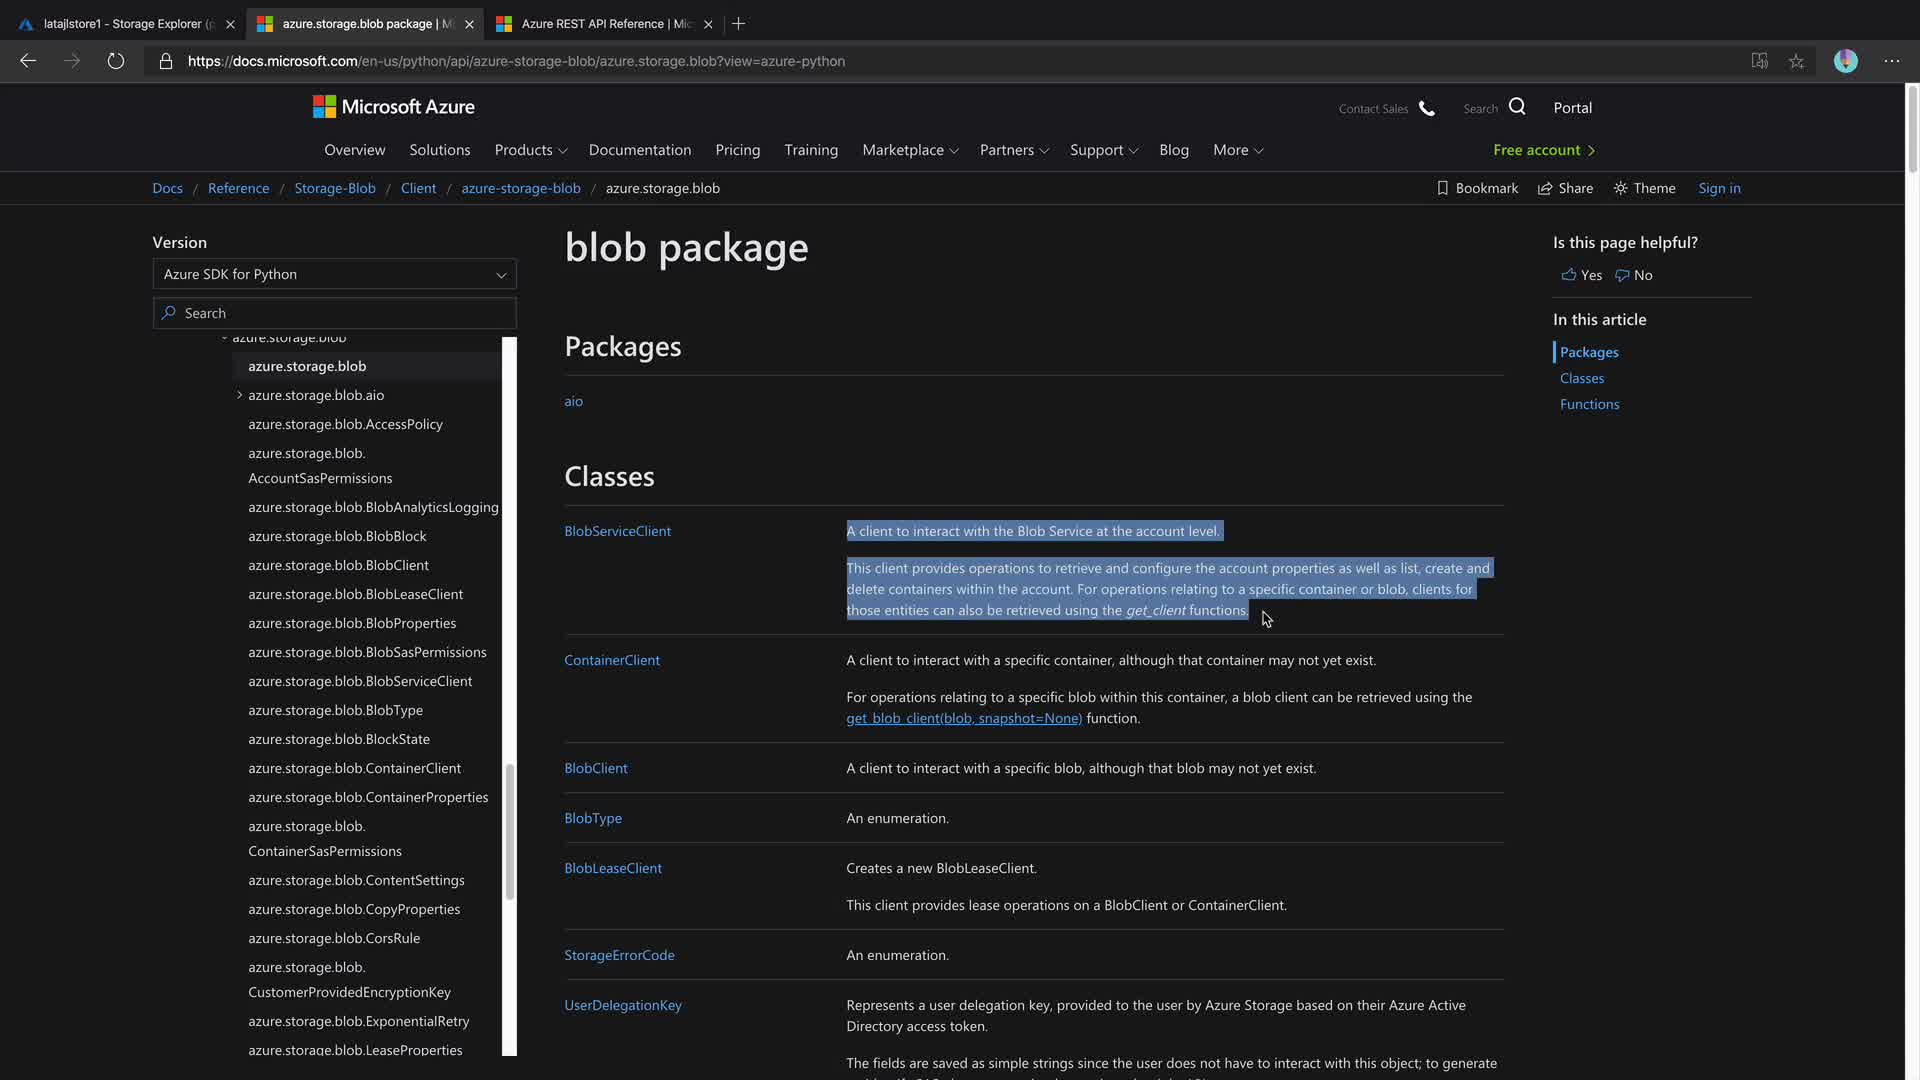 latajlstore1 - Storage Explorer (p
azure.storage.blob package | M
Azure REST API Reference | Mic
https://docs.microsoft.com/en-us/python/api/azure-storage-blob/azure.storage.blob?view=azure-python
Microsoft Azure
Contact Sales
Search
Portal
Overview
Solutions
Products
Documentation
Pricing
Training
Marketplace
Partners
Support
Blog
More
Free account
Docs / Reference / Storage-Blob / Client / azure-storage-blob / azure.storage.blob
Bookmark
Share
Theme
Sign in
Version
Azure SDK for Python
Search
azure.storage.blob
azure.storage.blob
azure.storage.blob.aio
azure.storage.blob.AccessPolicy
azure.storage.blob.
AccountSasPermissions
azure.storage.blob.BlobAnalyticsLogging
azure.storage.blob.BlobBlock
azure.storage.blob.BlobClient
azure.storage.blob.BlobLeaseClient
azure.storage.blob.BlobProperties
azure.storage.blob.BlobSasPermissions
azure.storage.blob.BlobServiceClient
azure.storage.blob.BlobType
azure.storage.blob.BlockState
azure.storage.blob.ContainerClient
azure.storage.blob.ContainerProperties
azure.storage.blob.
ContainerSasPermissions
azure.storage.blob.ContentSettings
azure.storage.blob.CopyProperties
azure.storage.blob.CorsRule
azure.storage.blob.
CustomerProvidedEncryptionKey
azure.storage.blob.ExponentialRetry
azure.storage.blob.LeaseProperties
blob package
Packages
aio
Classes
BlobServiceClient
A client to interact with the Blob Service at the account level.
This client provides operations to retrieve and configure the account properties as well as list, create and
delete containers within the account. For operations relating to a specific container or blob, clients for
those entities can also be retrieved using the get_client functions.
ContainerClient
A client to interact with a specific container, although that container may not yet exist.
For operations relating to a specific blob within this container, a blob client can be retrieved using the
get_blob_client(blob, snapshot=None) function.
BlobClient
A client to interact with a specific blob, although that blob may not yet exist.
BlobType
An enumeration.
BlobLeaseClient
Creates a new BlobLeaseClient.
This client provides lease operations on a BlobClient or ContainerClient.
StorageErrorCode
An enumeration.
UserDelegationKey
Represents a user delegation key, provided to the user by Azure Storage based on their Azure Active
Directory access token.
The fields are saved as simple strings since the user does not have to interact with this object; to generate
Is this page helpful?
Yes
No
In this article
Packages
Classes
Functions